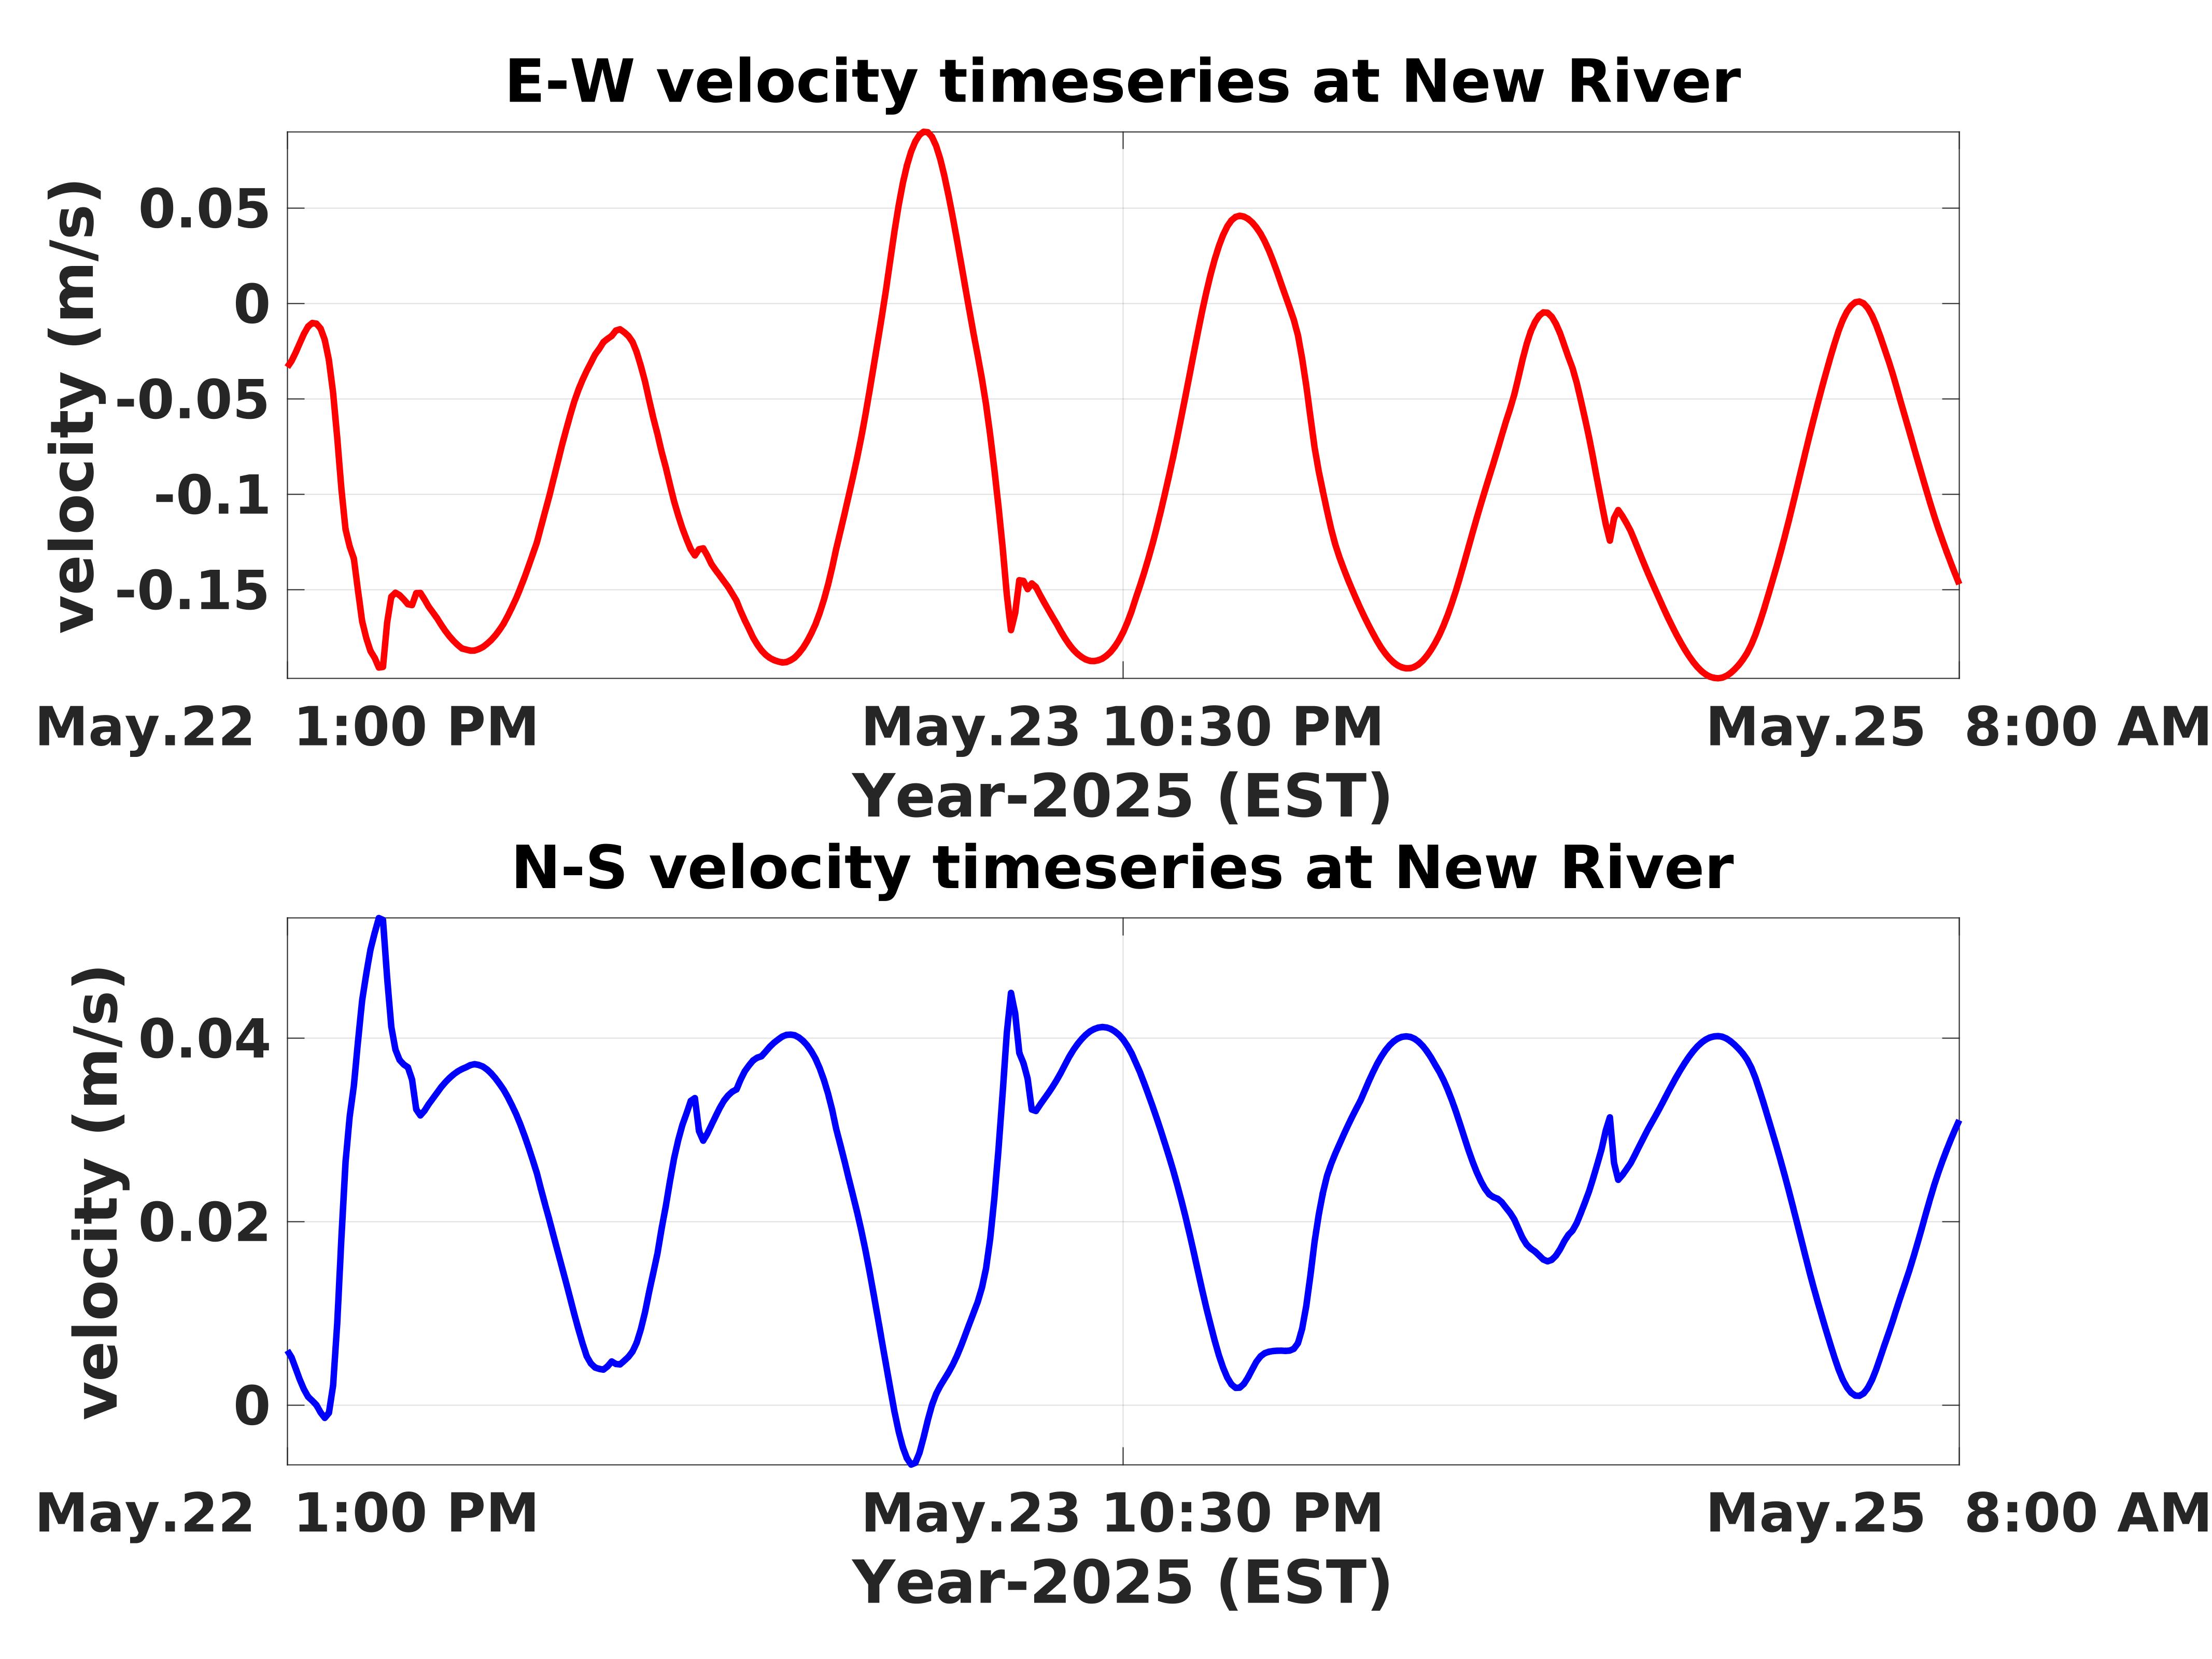 E-W velocity timeseries at New River
velocity (m/s)
0.05
0
-0.05
-0.1
-0.15
May.22 1:00 PM
May.23 10:30 PM
May.25 8:00 AM
Year-2025 (EST)
N-S velocity timeseries at New River
velocity (m/s)
0.04
0.02
0
May.22 1:00 PM
May.23 10:30 PM
May.25 8:00 AM
Year-2025 (EST)